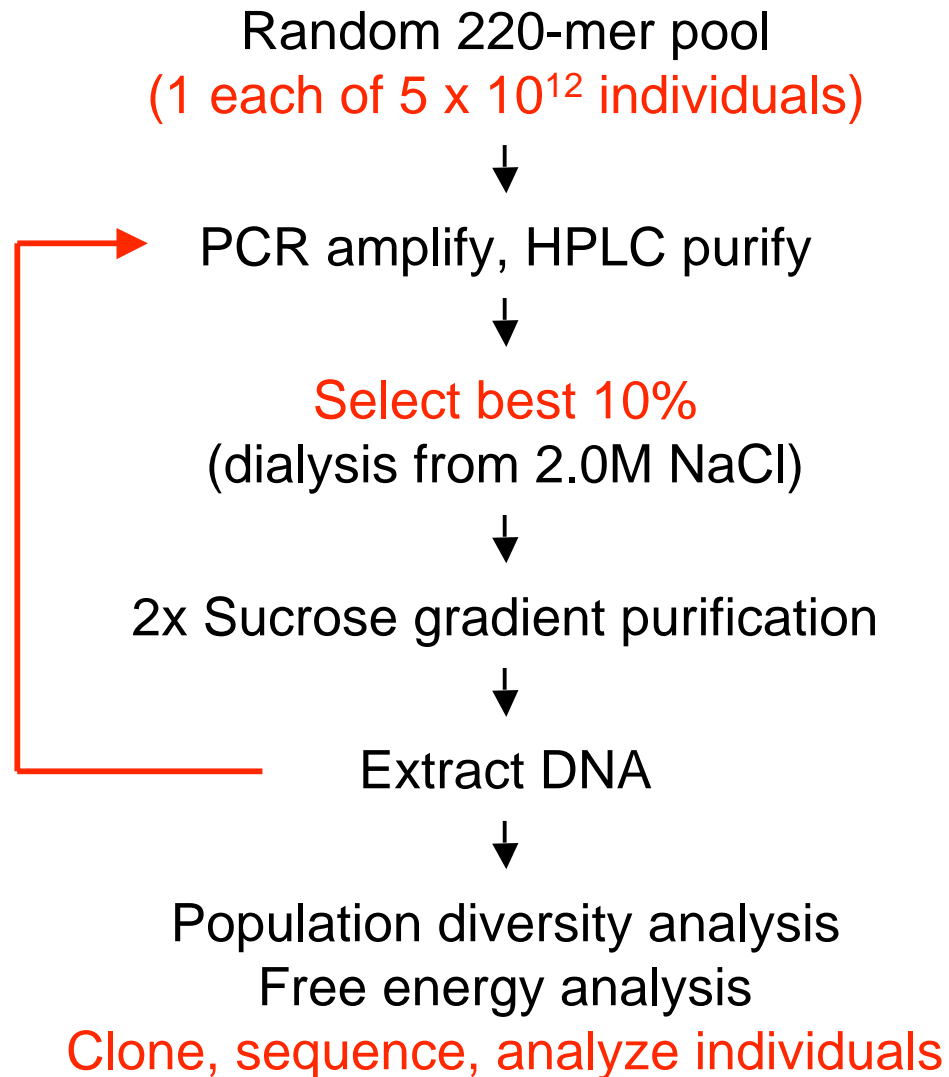 Random 220-mer pool
(1 each of 5 x 10¹² individuals)
PCR amplify, HPLC purify
Select best 10%
(dialysis from 2.0M NaCl)
2x Sucrose gradient purification
Extract DNA
Population diversity analysis
Free energy analysis
Clone, sequence, analyze individuals